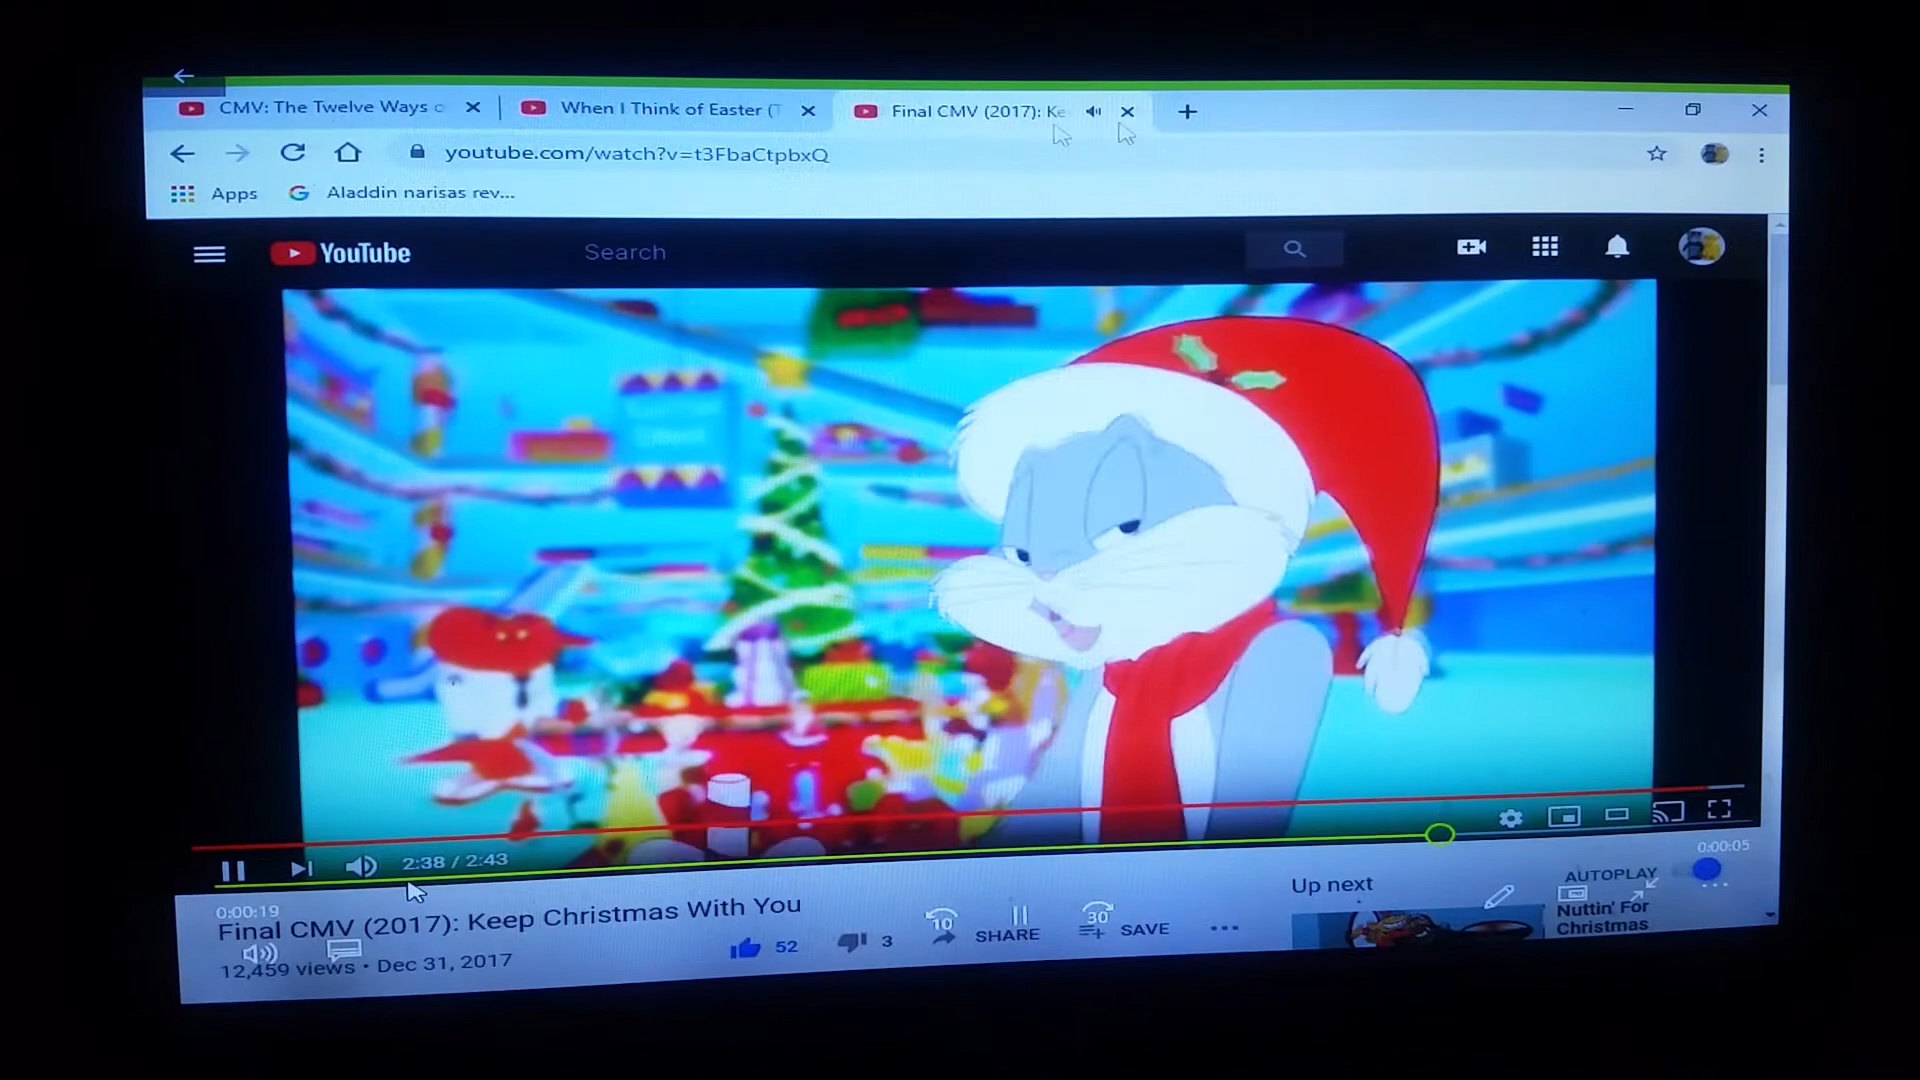 CMV: The Twelve Ways o
When I Think of Easter (T
Final CMV (2017): Ke
youtube.com/watch?v=t3FbaCtpbxQ
Apps
Aladdin narisas rev...
YouTube
Search
2:38 / 2:43
0:00:05
0:00:19
Final CMV (2017): Keep Christmas With You
12,459 views • Dec 31, 2017
52
3
10
SHARE
30
SAVE
Up next
AUTOPLAY
Nuttin' For
Christmas